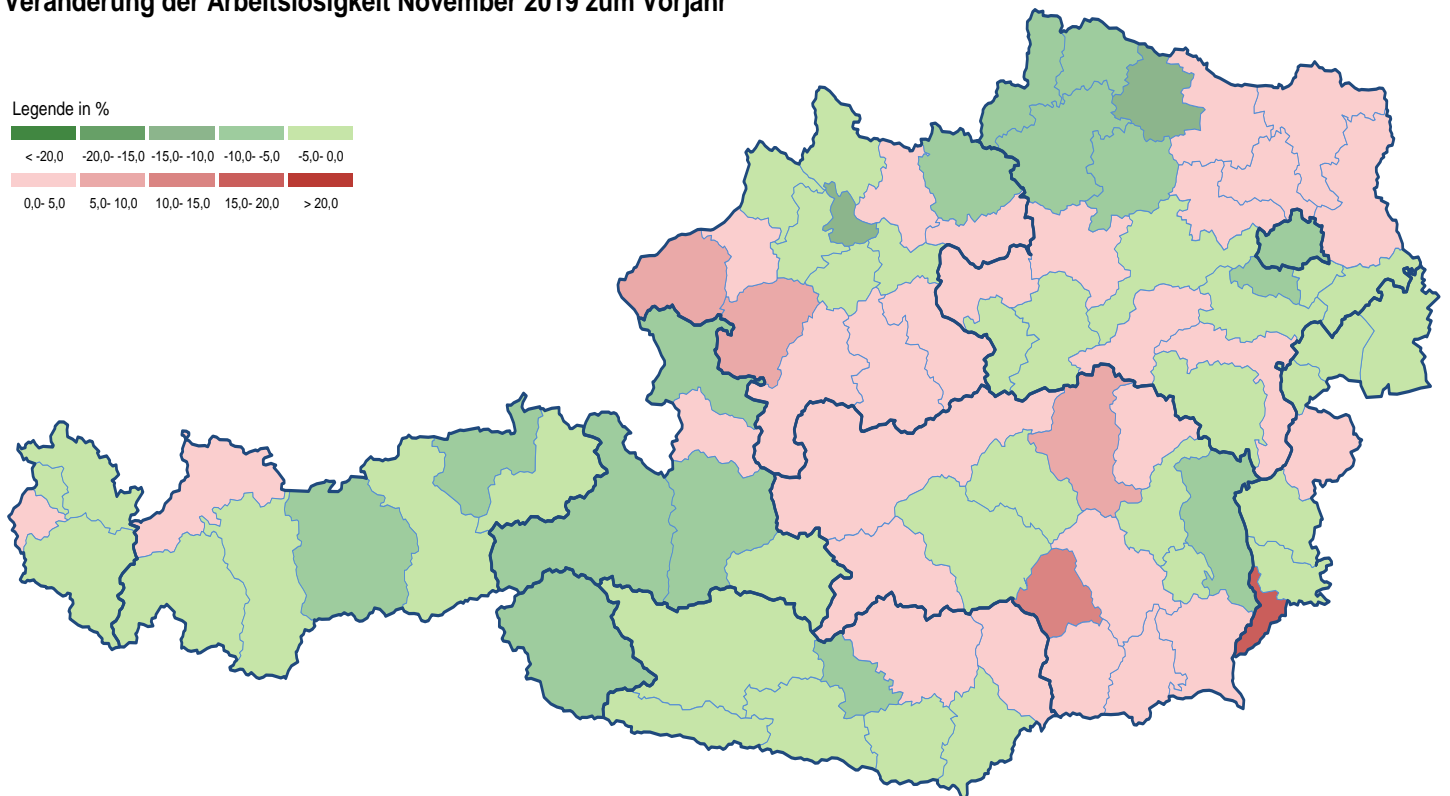 Veränderung der Arbeitslosigkeit November 2019 zum Vorjahr
Legende in %
< -20,0 -20,0- -15,0 -15,0- -10,0 -10,0- -5,0 -5,0- 0,0
0,0- 5,0 5,0- 10,0 10,0- 15,0 15,0- 20,0 > 20,0